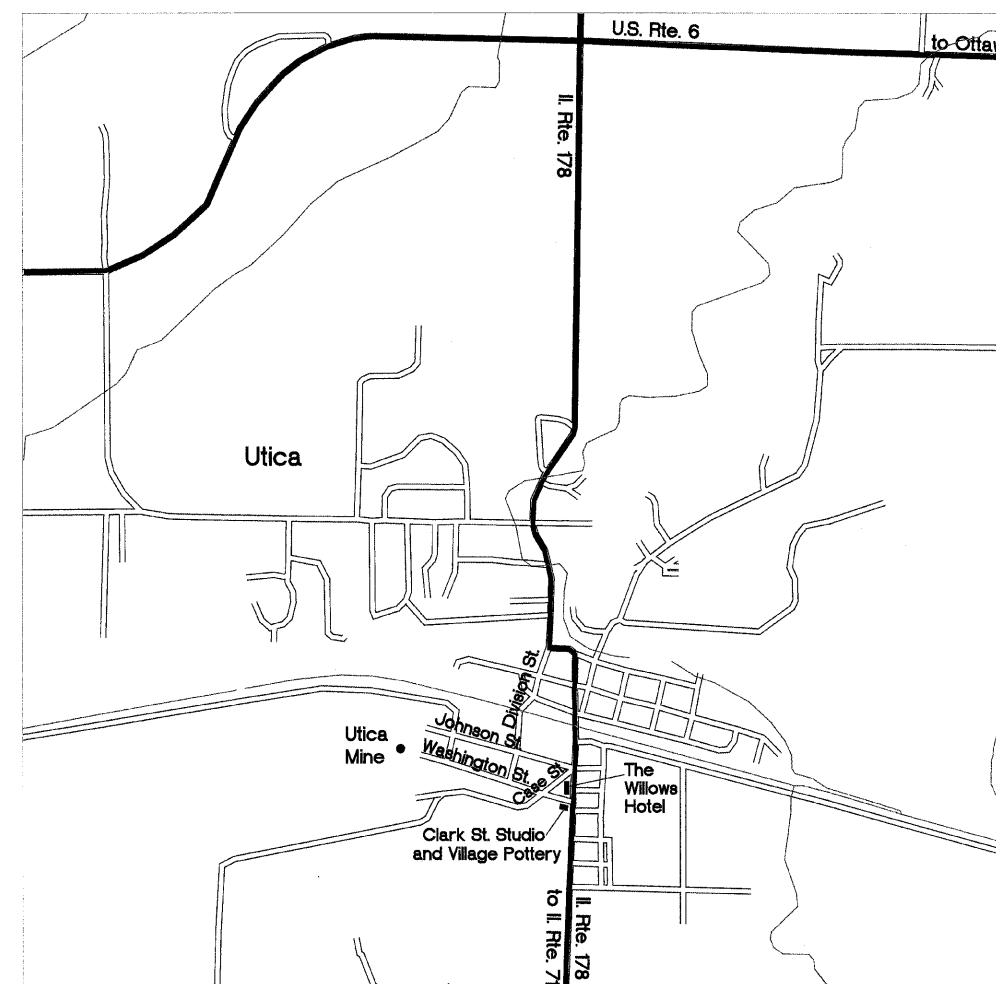 U.S. Rte. 6
to Ottaw
Il. Rte. 178
Utica
Division St.
Johnson St.
Washington St.
Case St.
Utica
Mine
The
Willows
Hotel
Clark St. Studio
and Village Pottery
to Il. Rte. 71
Il. Rte. 178